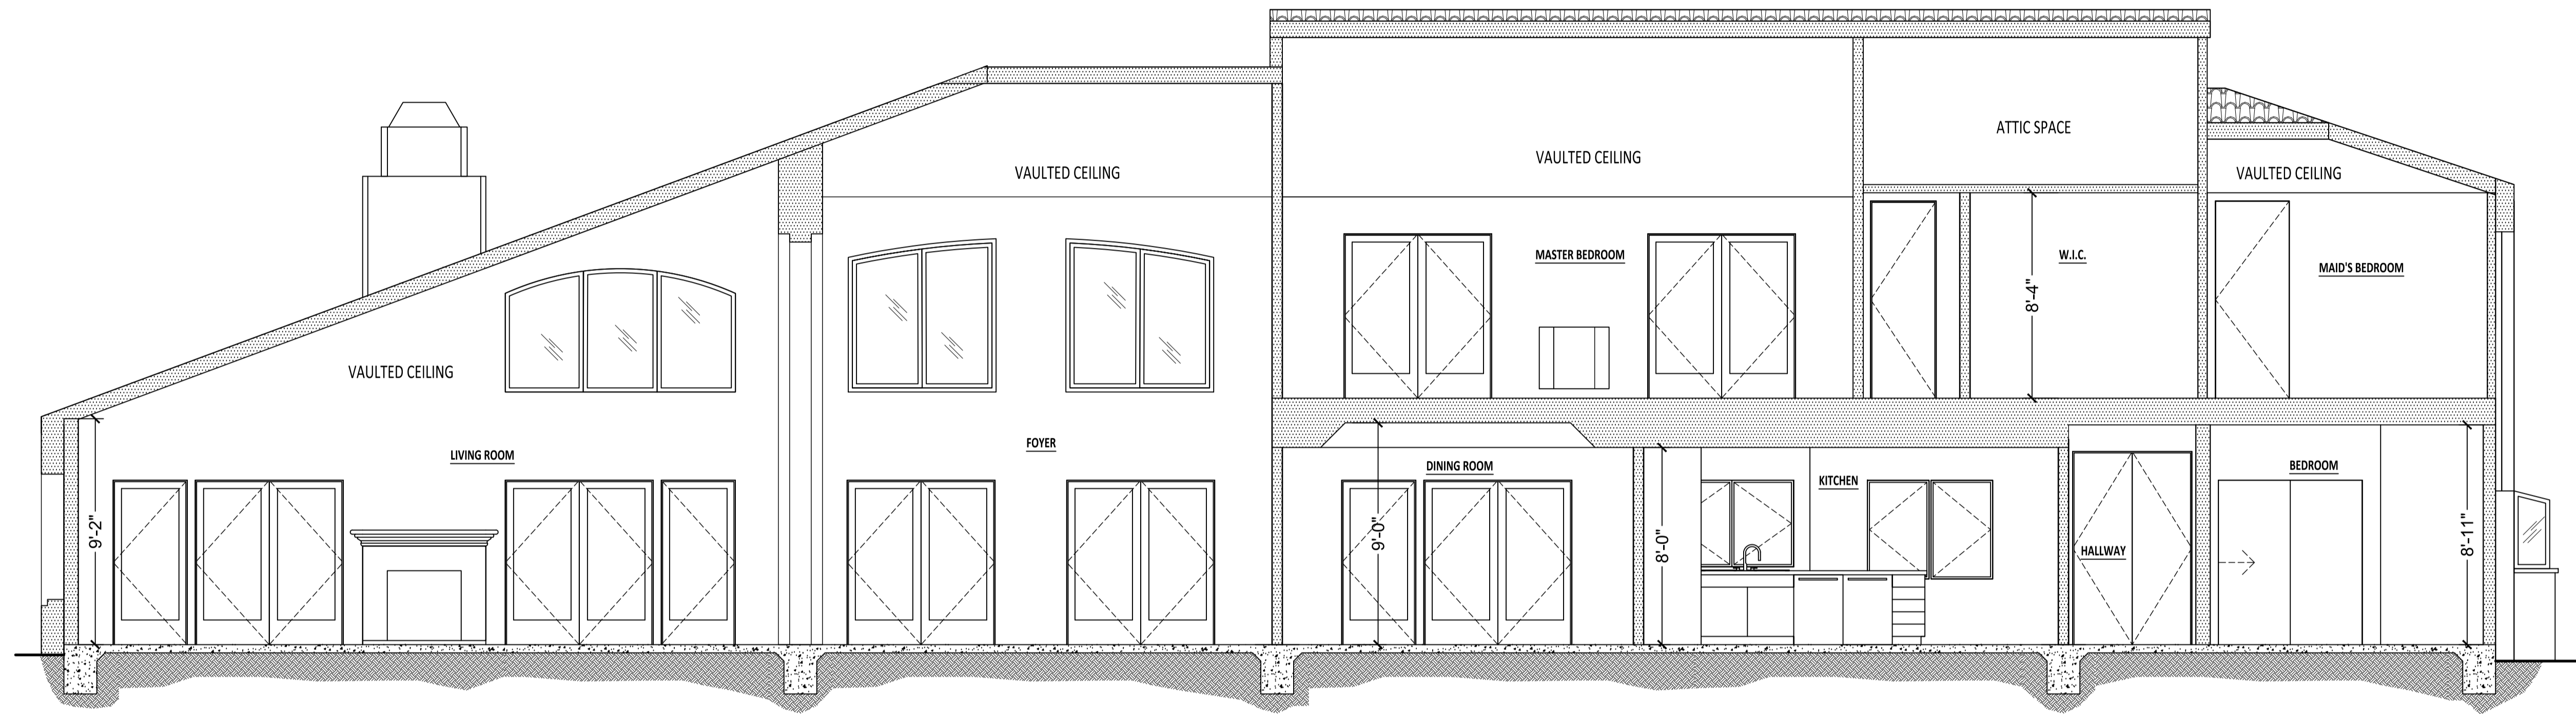 ATTIC SPACE
VAULTED CEILING
VAULTED CEILING
VAULTED CEILING
MASTER BEDROOM
W.I.C.
MAID'S BEDROOM
8'-4"
VAULTED CEILING
FOYER
LIVING ROOM
DINING ROOM
BEDROOM
KITCHEN
9'-2"
9'-0"
8'-0"
8'-11"
HALLWAY